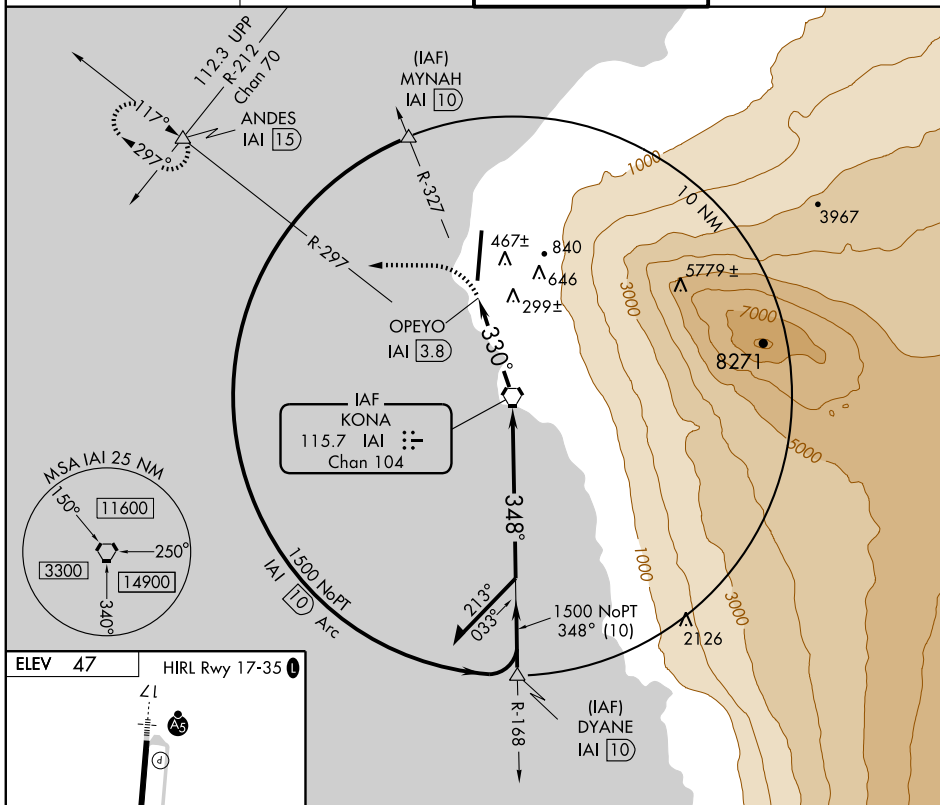 112.3 UPP
R-212
Chan 70
117°
297°
ANDES
IAI 15
(IAF)
MYNAH
IAI 10
R-327
R-297
10 NM
1000
3967
467±
840
646
299±
5779±
3000
7000
8271
OPEYO
IAI 3.8
330°
IAF
KONA
115.7 IAI
Chan 104
5000
MSA IAI 25 NM
150°
11600
250°
3300
14900
340°
348°
1500 NoPT
IAI 10 Arc
213°
033°
1500 NoPT
348° (10)
1000
3000
2126
(IAF)
DYANE
IAI 10
R-168
ELEV 47
HIRL Rwy 17-35 L
17
A5
P